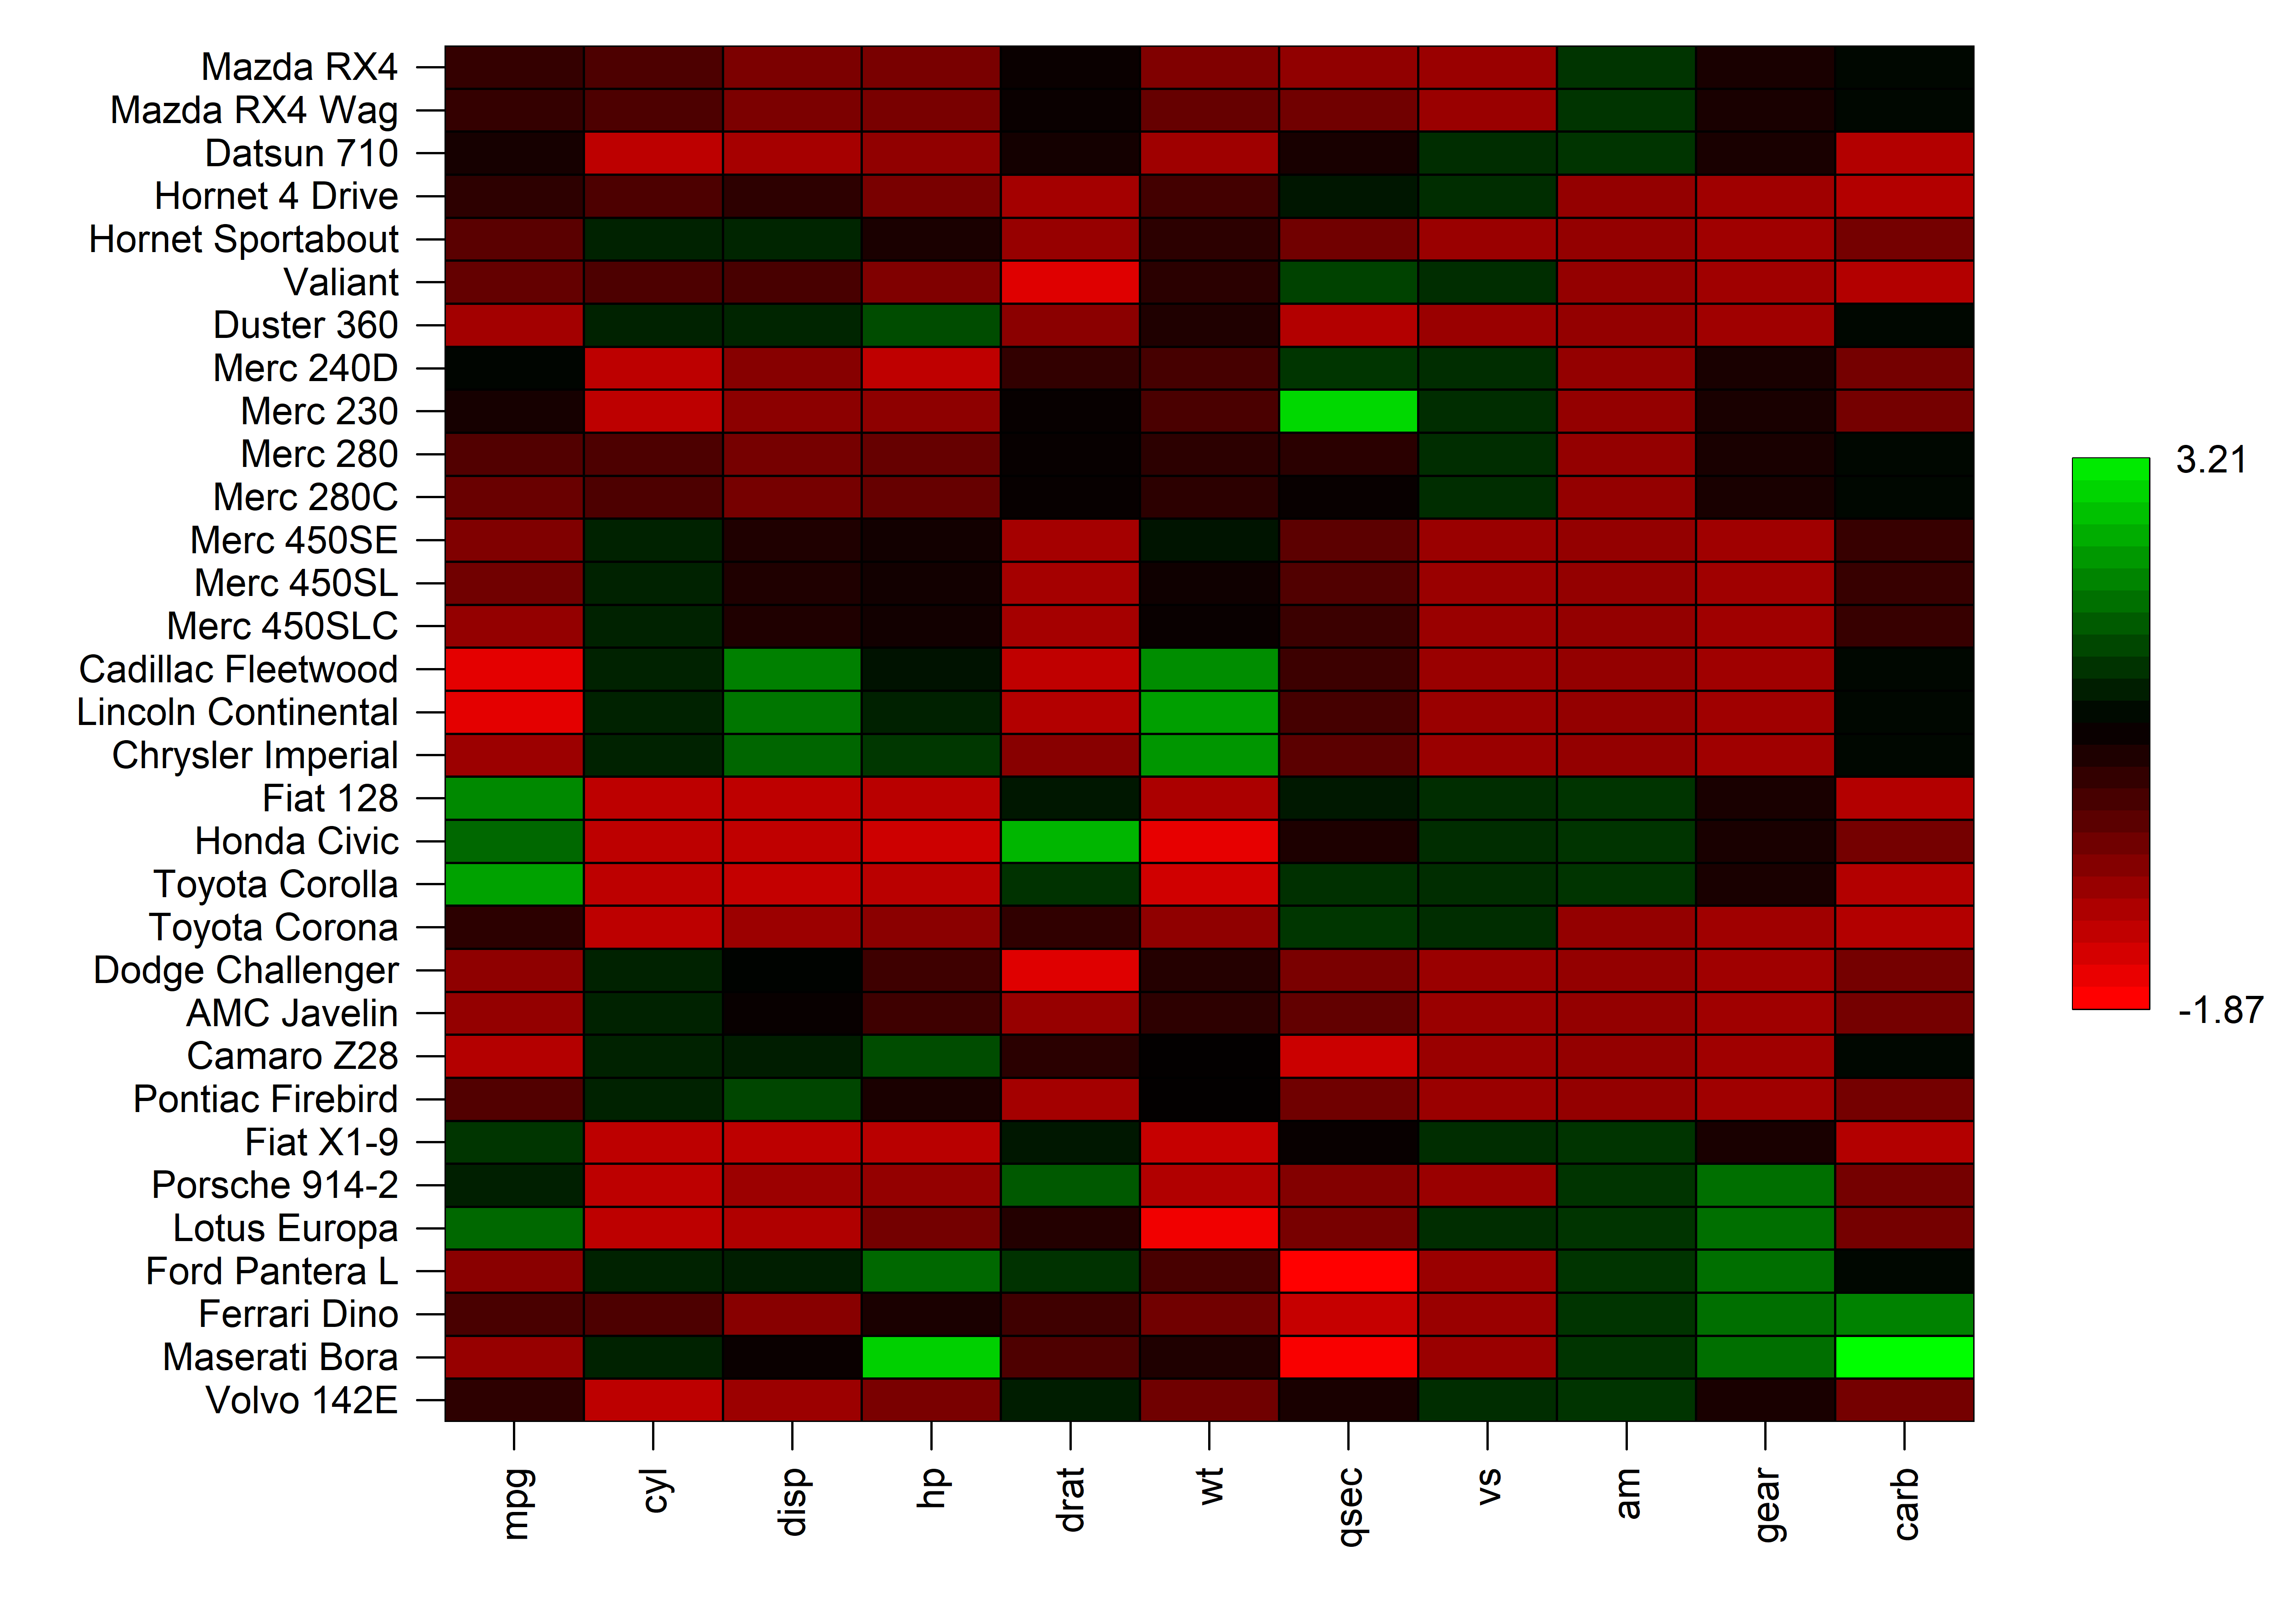 Mazda RX4
Mazda RX4 Wag
Datsun 710
Hornet 4 Drive
Hornet Sportabout
Valiant
Duster 360
Merc 240D
Merc 230
Merc 280
Merc 280C
Merc 450SE
Merc 450SL
Merc 450SLC
Cadillac Fleetwood
Lincoln Continental
Chrysler Imperial
Fiat 128
Honda Civic
Toyota Corolla
Toyota Corona
Dodge Challenger
AMC Javelin
Camaro Z28
Pontiac Firebird
Fiat X1-9
Porsche 914-2
Lotus Europa
Ford Pantera L
Ferrari Dino
Maserati Bora
Volvo 142E
mpg
cyl
disp
hp
drat
wt
qsec
vs
am
gear
carb
3.21
-1.87